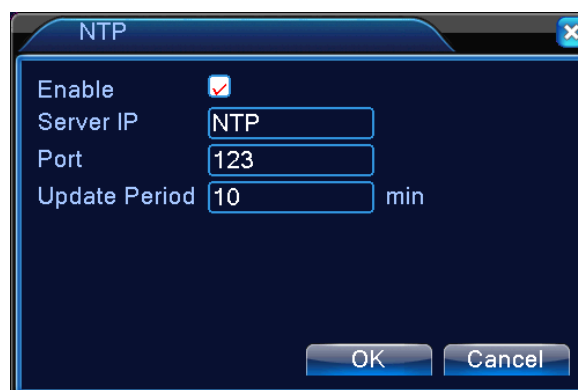 NTP
Enable
Server IP NTP
Port 123
Update Period 10 min
OK Cancel